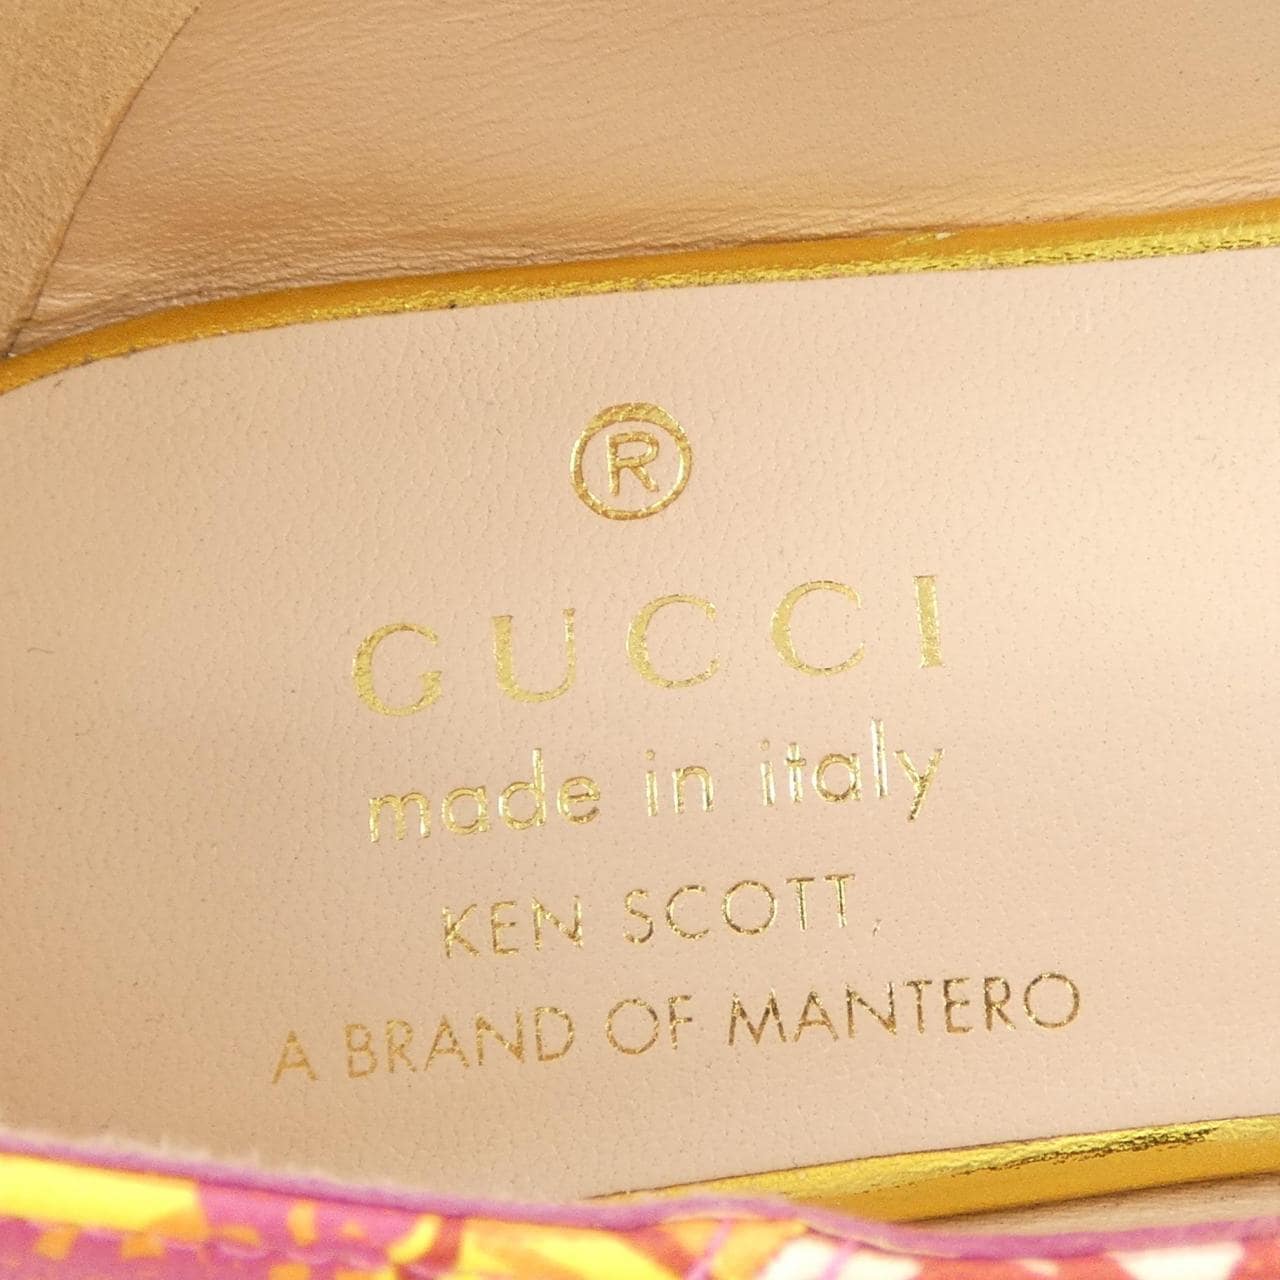 ®
GUCCI
made in italy
KEN SCOTT,
A BRAND OF MANTERO